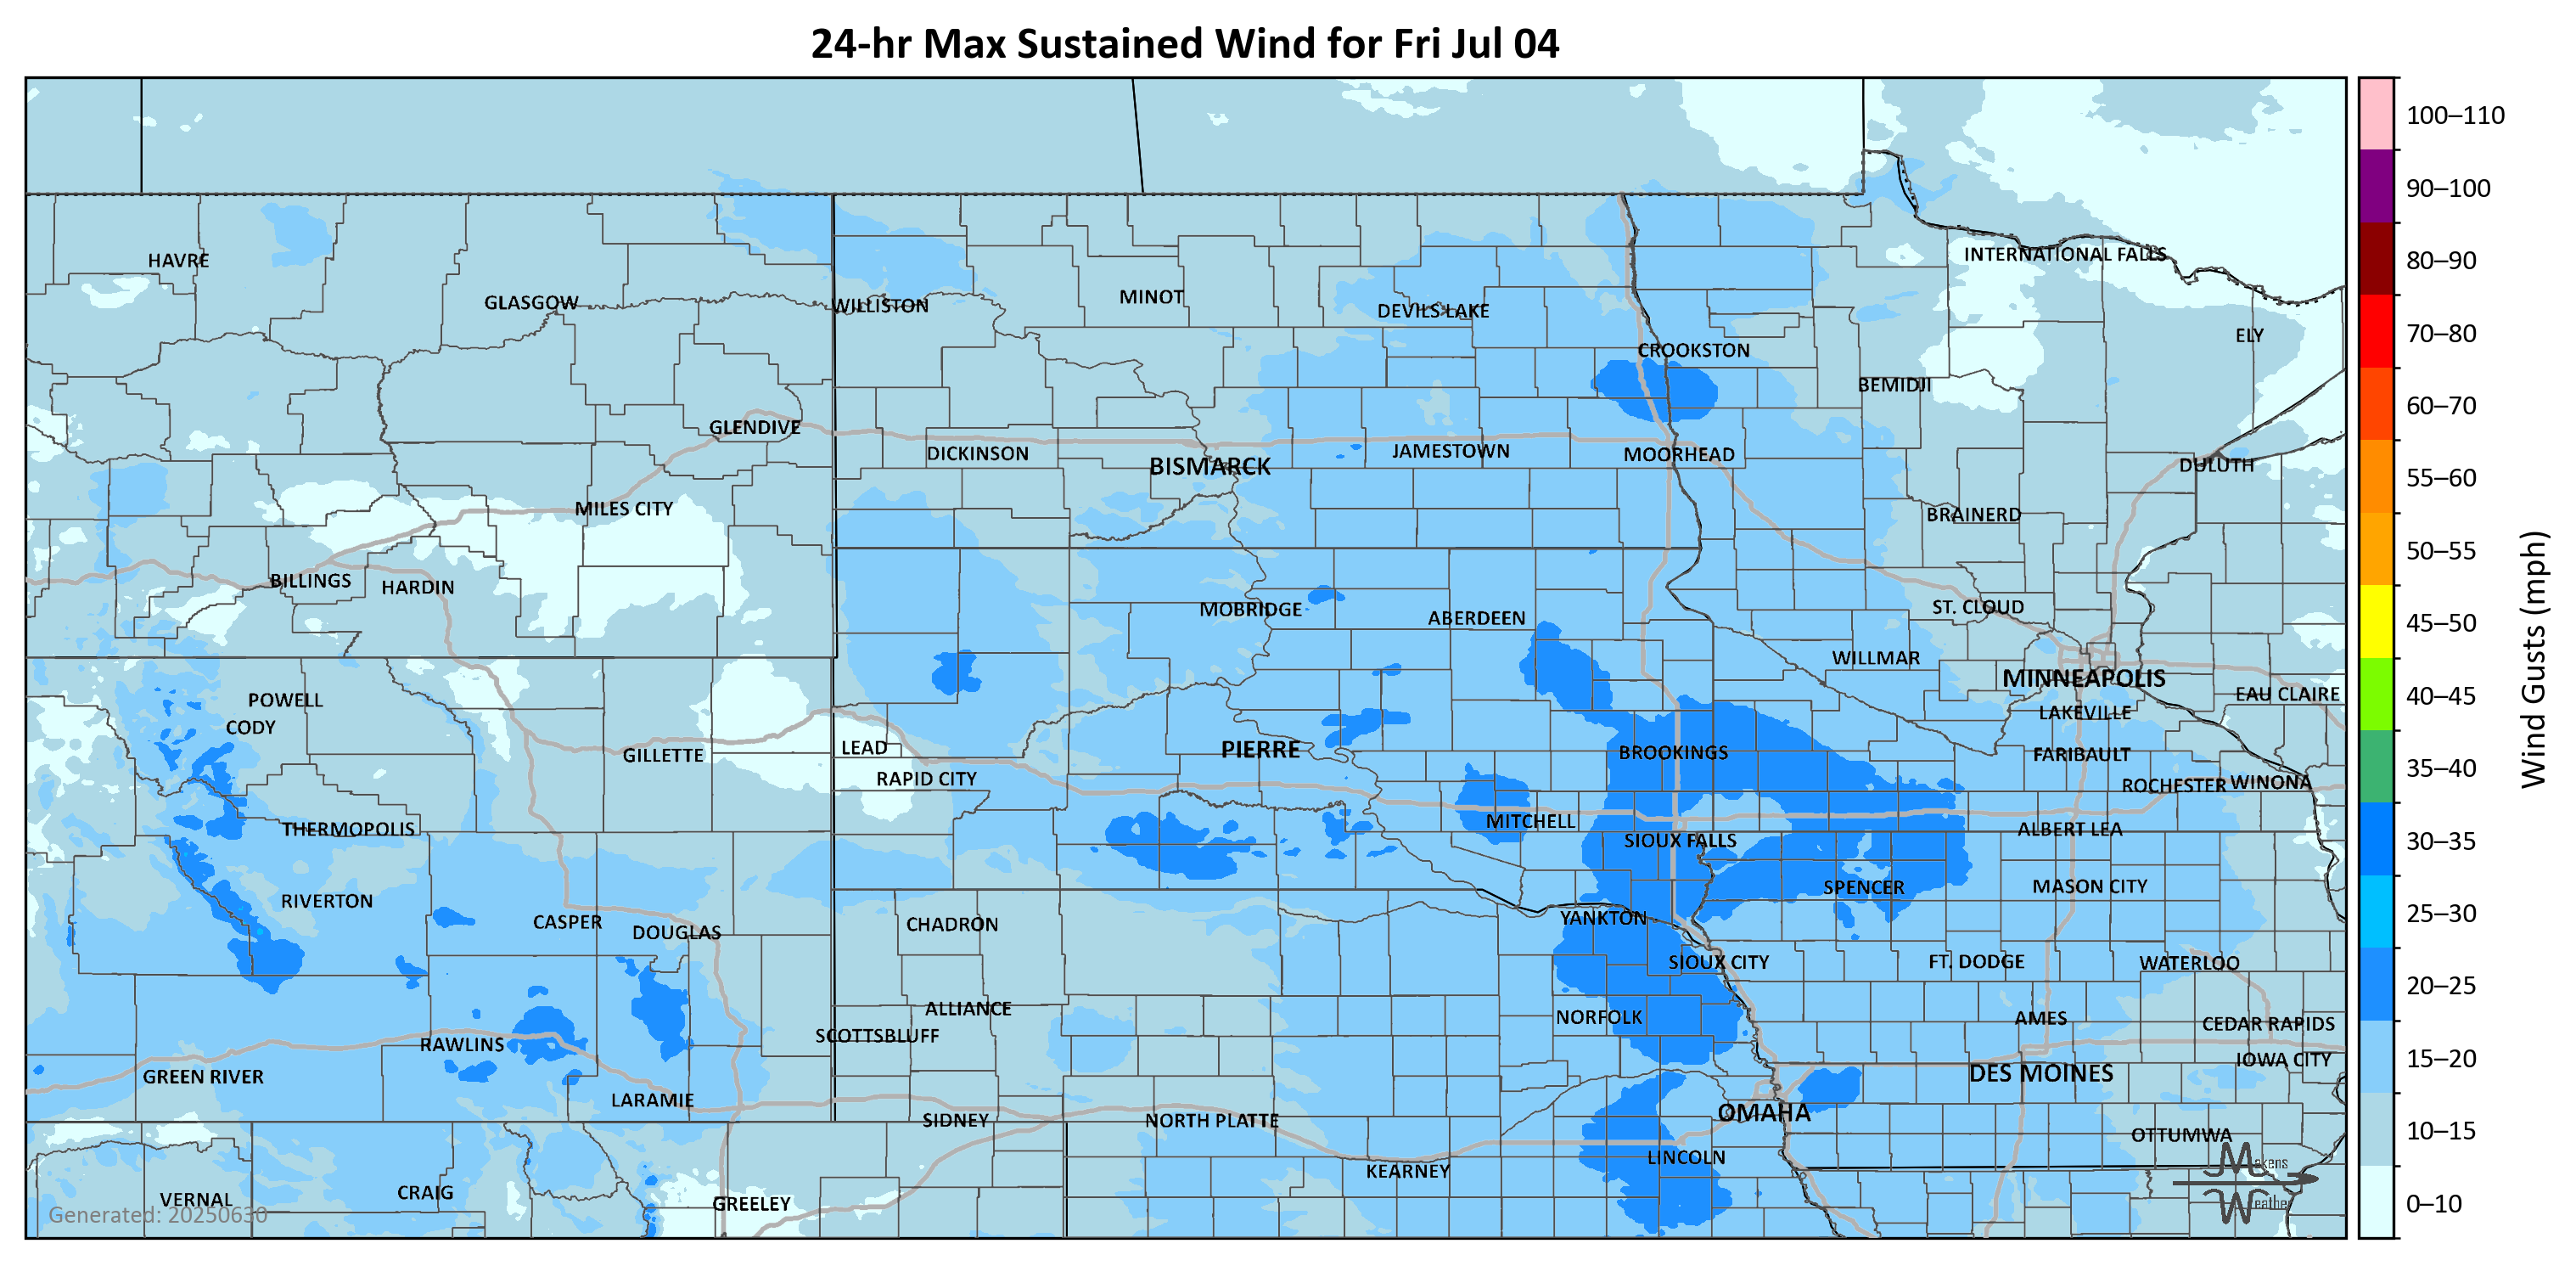 24-hr Max Sustained Wind for Fri Jul 04
100–110
90–100
80–90
70–80
60–70
55–60
50–55
45–50
40–45
35–40
30–35
25–30
20–25
15–20
10–15
0–10
Wind Gusts (mph)
HAVRE
INTERNATIONAL FALLS
GLASGOW
WILLISTON
MINOT
DEVILS LAKE
ELY
CROOKSTON
BEMIDJI
GLENDIVE
DICKINSON
BISMARCK
JAMESTOWN
MOORHEAD
DULUTH
MILES CITY
BRAINERD
BILLINGS
HARDIN
MOBRIDGE
ABERDEEN
ST. CLOUD
WILLMAR
MINNEAPOLIS
EAU CLAIRE
POWELL
CODY
LAKEVILLE
GILLETTE
LEAD
PIERRE
BROOKINGS
FARIBAULT
RAPID CITY
ROCHESTER
WINONA
THERMOPOLIS
MITCHELL
SIOUX FALLS
ALBERT LEA
RIVERTON
SPENCER
MASON CITY
CASPER
DOUGLAS
CHADRON
YANKTON
SIOUX CITY
FT. DODGE
WATERLOO
ALLIANCE
NORFOLK
AMES
CEDAR RAPIDS
RAWLINS
SCOTTSBLUFF
IOWA CITY
GREEN RIVER
DES MOINES
LARAMIE
SIDNEY
NORTH PLATTE
OMAHA
OTTUMWA
LINCOLN
KEARNEY
VERNAL
CRAIG
GREELEY
Makens
Weather
Generated: 20250630